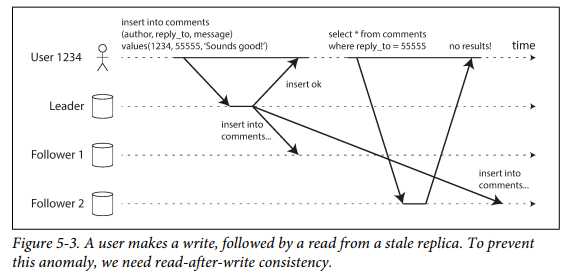 insert into comments
(author, reply_to, message)
values(1234, 55555, ‘Sounds good!’)
select * from comments
where reply_to = 55555
no results!
time
User 1234
insert ok
Leader
insert into
comments...
Follower 1
insert into
comments...
Follower 2
Figure 5-3. A user makes a write, followed by a read from a stale replica. To prevent
this anomaly, we need read-after-write consistency.